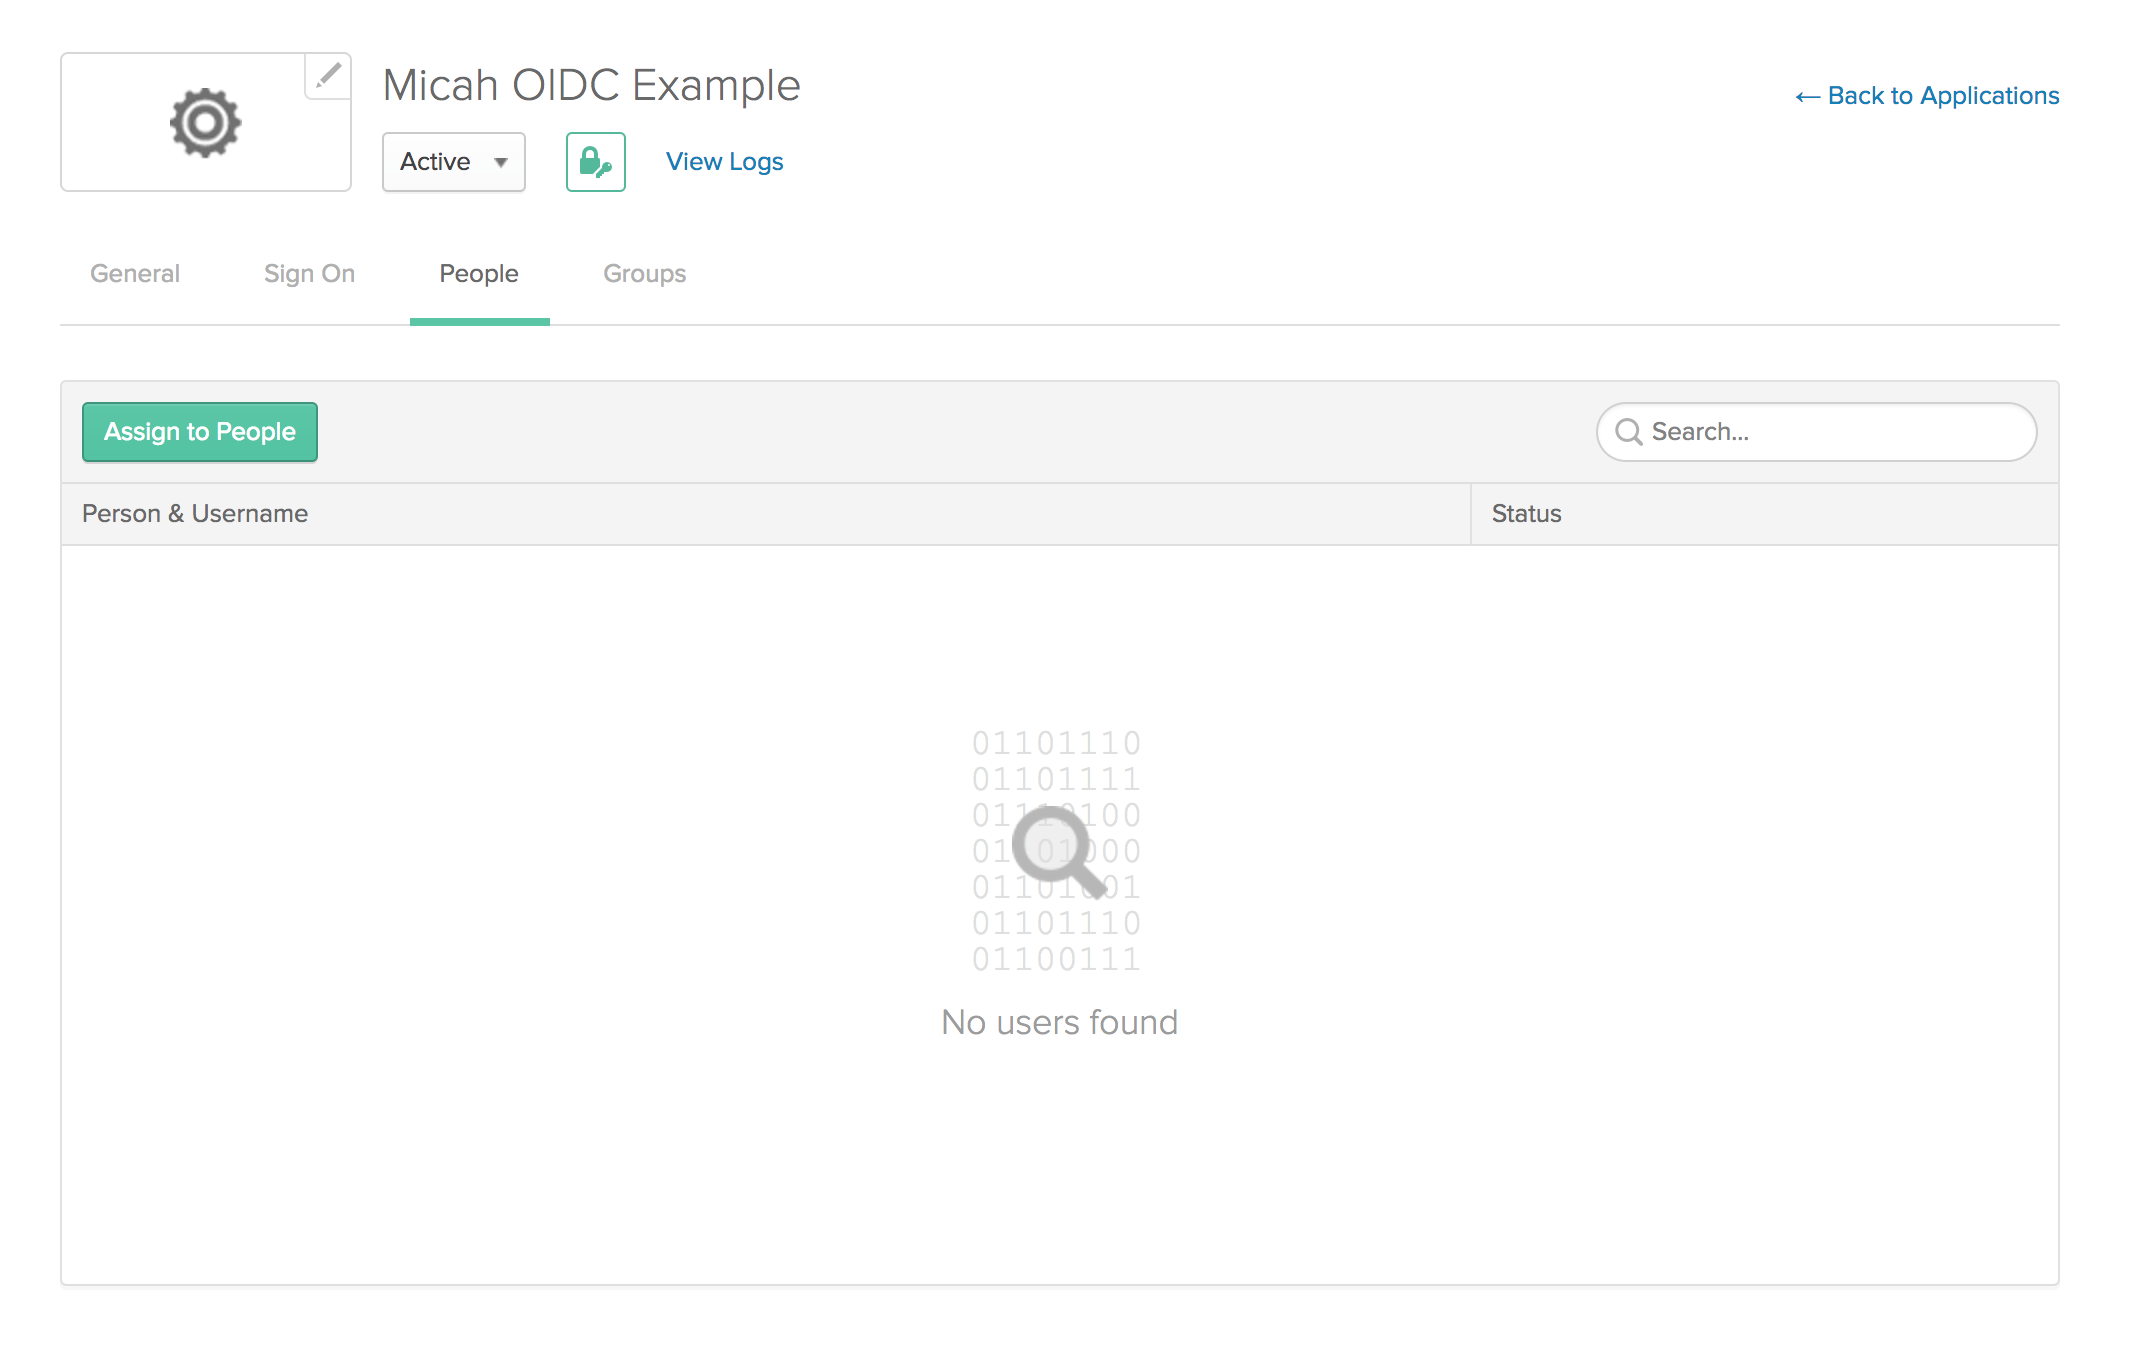 Micah OIDC Example
← Back to Applications
Active
View Logs
General
Sign On
People
Groups
Assign to People
Search...
Person & Username
Status
01101110
01101111
01110100
01101000
01101001
01101110
01100111
No users found